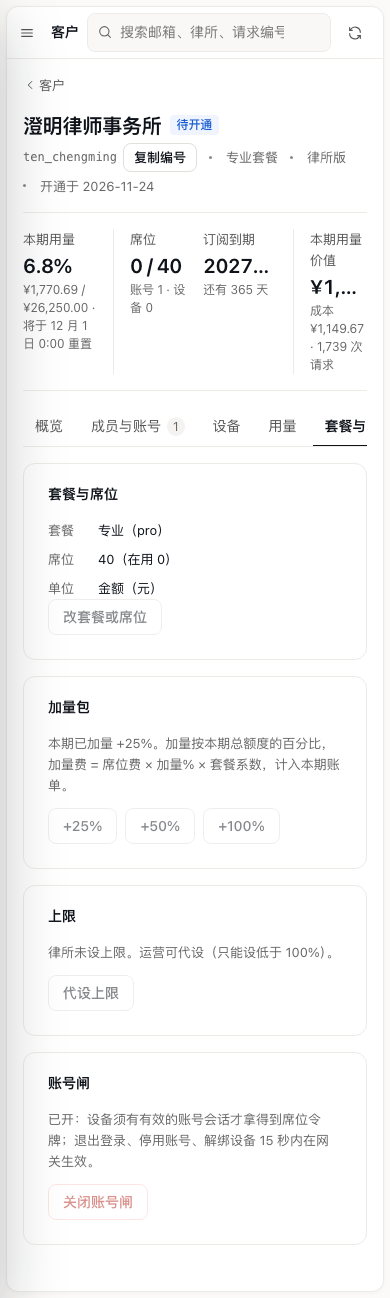 客户
搜索邮箱、律所、请求编号
客户
澄明律师事务所 待开通
ten_chengming 复制编号 • 专业套餐 • 律所版
• 开通于 2026-11-24
本期用量
6.8%
¥1,770.69 /
¥26,250.00 ·
将于 12 月 1
日 0:00 重置
席位
0 / 40
账号 1 · 设
备 0
订阅到期
2027...
还有 365 天
本期用量
价值
¥1,...
成本
¥1,149.67
· 1,739 次
请求
概览 成员与账号 1 设备 用量 套餐与
套餐与席位
套餐 专业（pro）
席位 40（在用 0）
单位 金额（元）
改套餐或席位
加量包
本期已加量 +25%。加量按本期总额度的百分比，
加量费 = 席位费 × 加量% × 套餐系数，计入本期账
单。
+25% +50% +100%
上限
律所未设上限。运营可代设（只能设低于 100%）。
代设上限
账号闸
已开：设备须有有效的账号会话才拿得到席位令
牌；退出登录、停用账号、解绑设备 15 秒内在网
关生效。
关闭账号闸